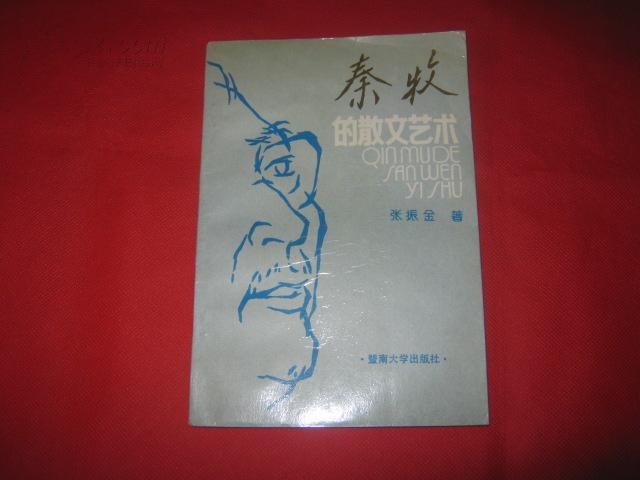 秦牧
的散文艺术
QIN MU DE
SAN WEN
YI SHU
张振金 著
·暨南大学出版社·